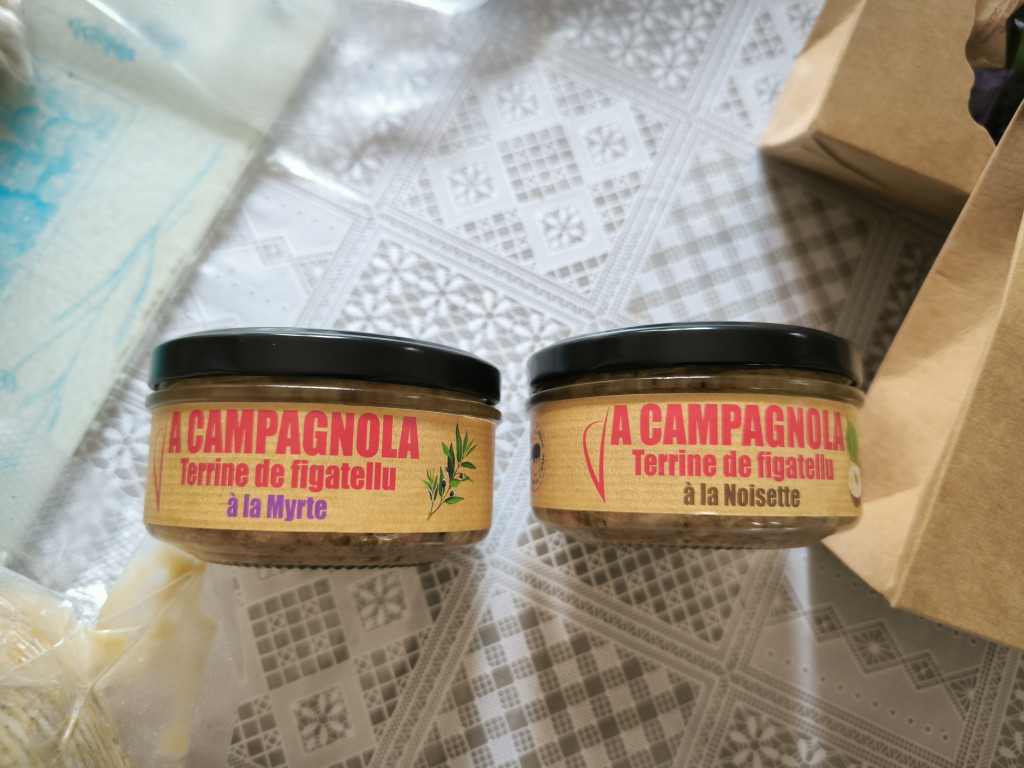 A CAMPAGNOLA
Terrine de figatellu
à la Myrte
A CAMPAGNOLA
Terrine de figatellu
à la Noisette